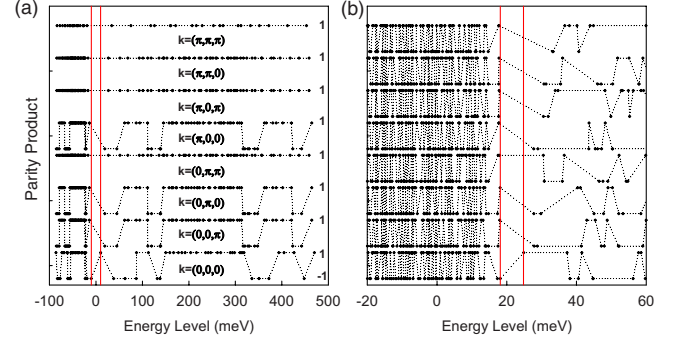 (a)
(b)
Parity Product
k=(π,π,π)
1
k=(π,π,0)
1
k=(π,0,π)
1
k=(π,0,0)
1
k=(0,π,π)
1
k=(0,π,0)
1
k=(0,0,π)
1
k=(0,0,0)
1
-1
-100 0 100 200 300 400 500
-20 0 20 40 60
Energy Level (meV)
Energy Level (meV)